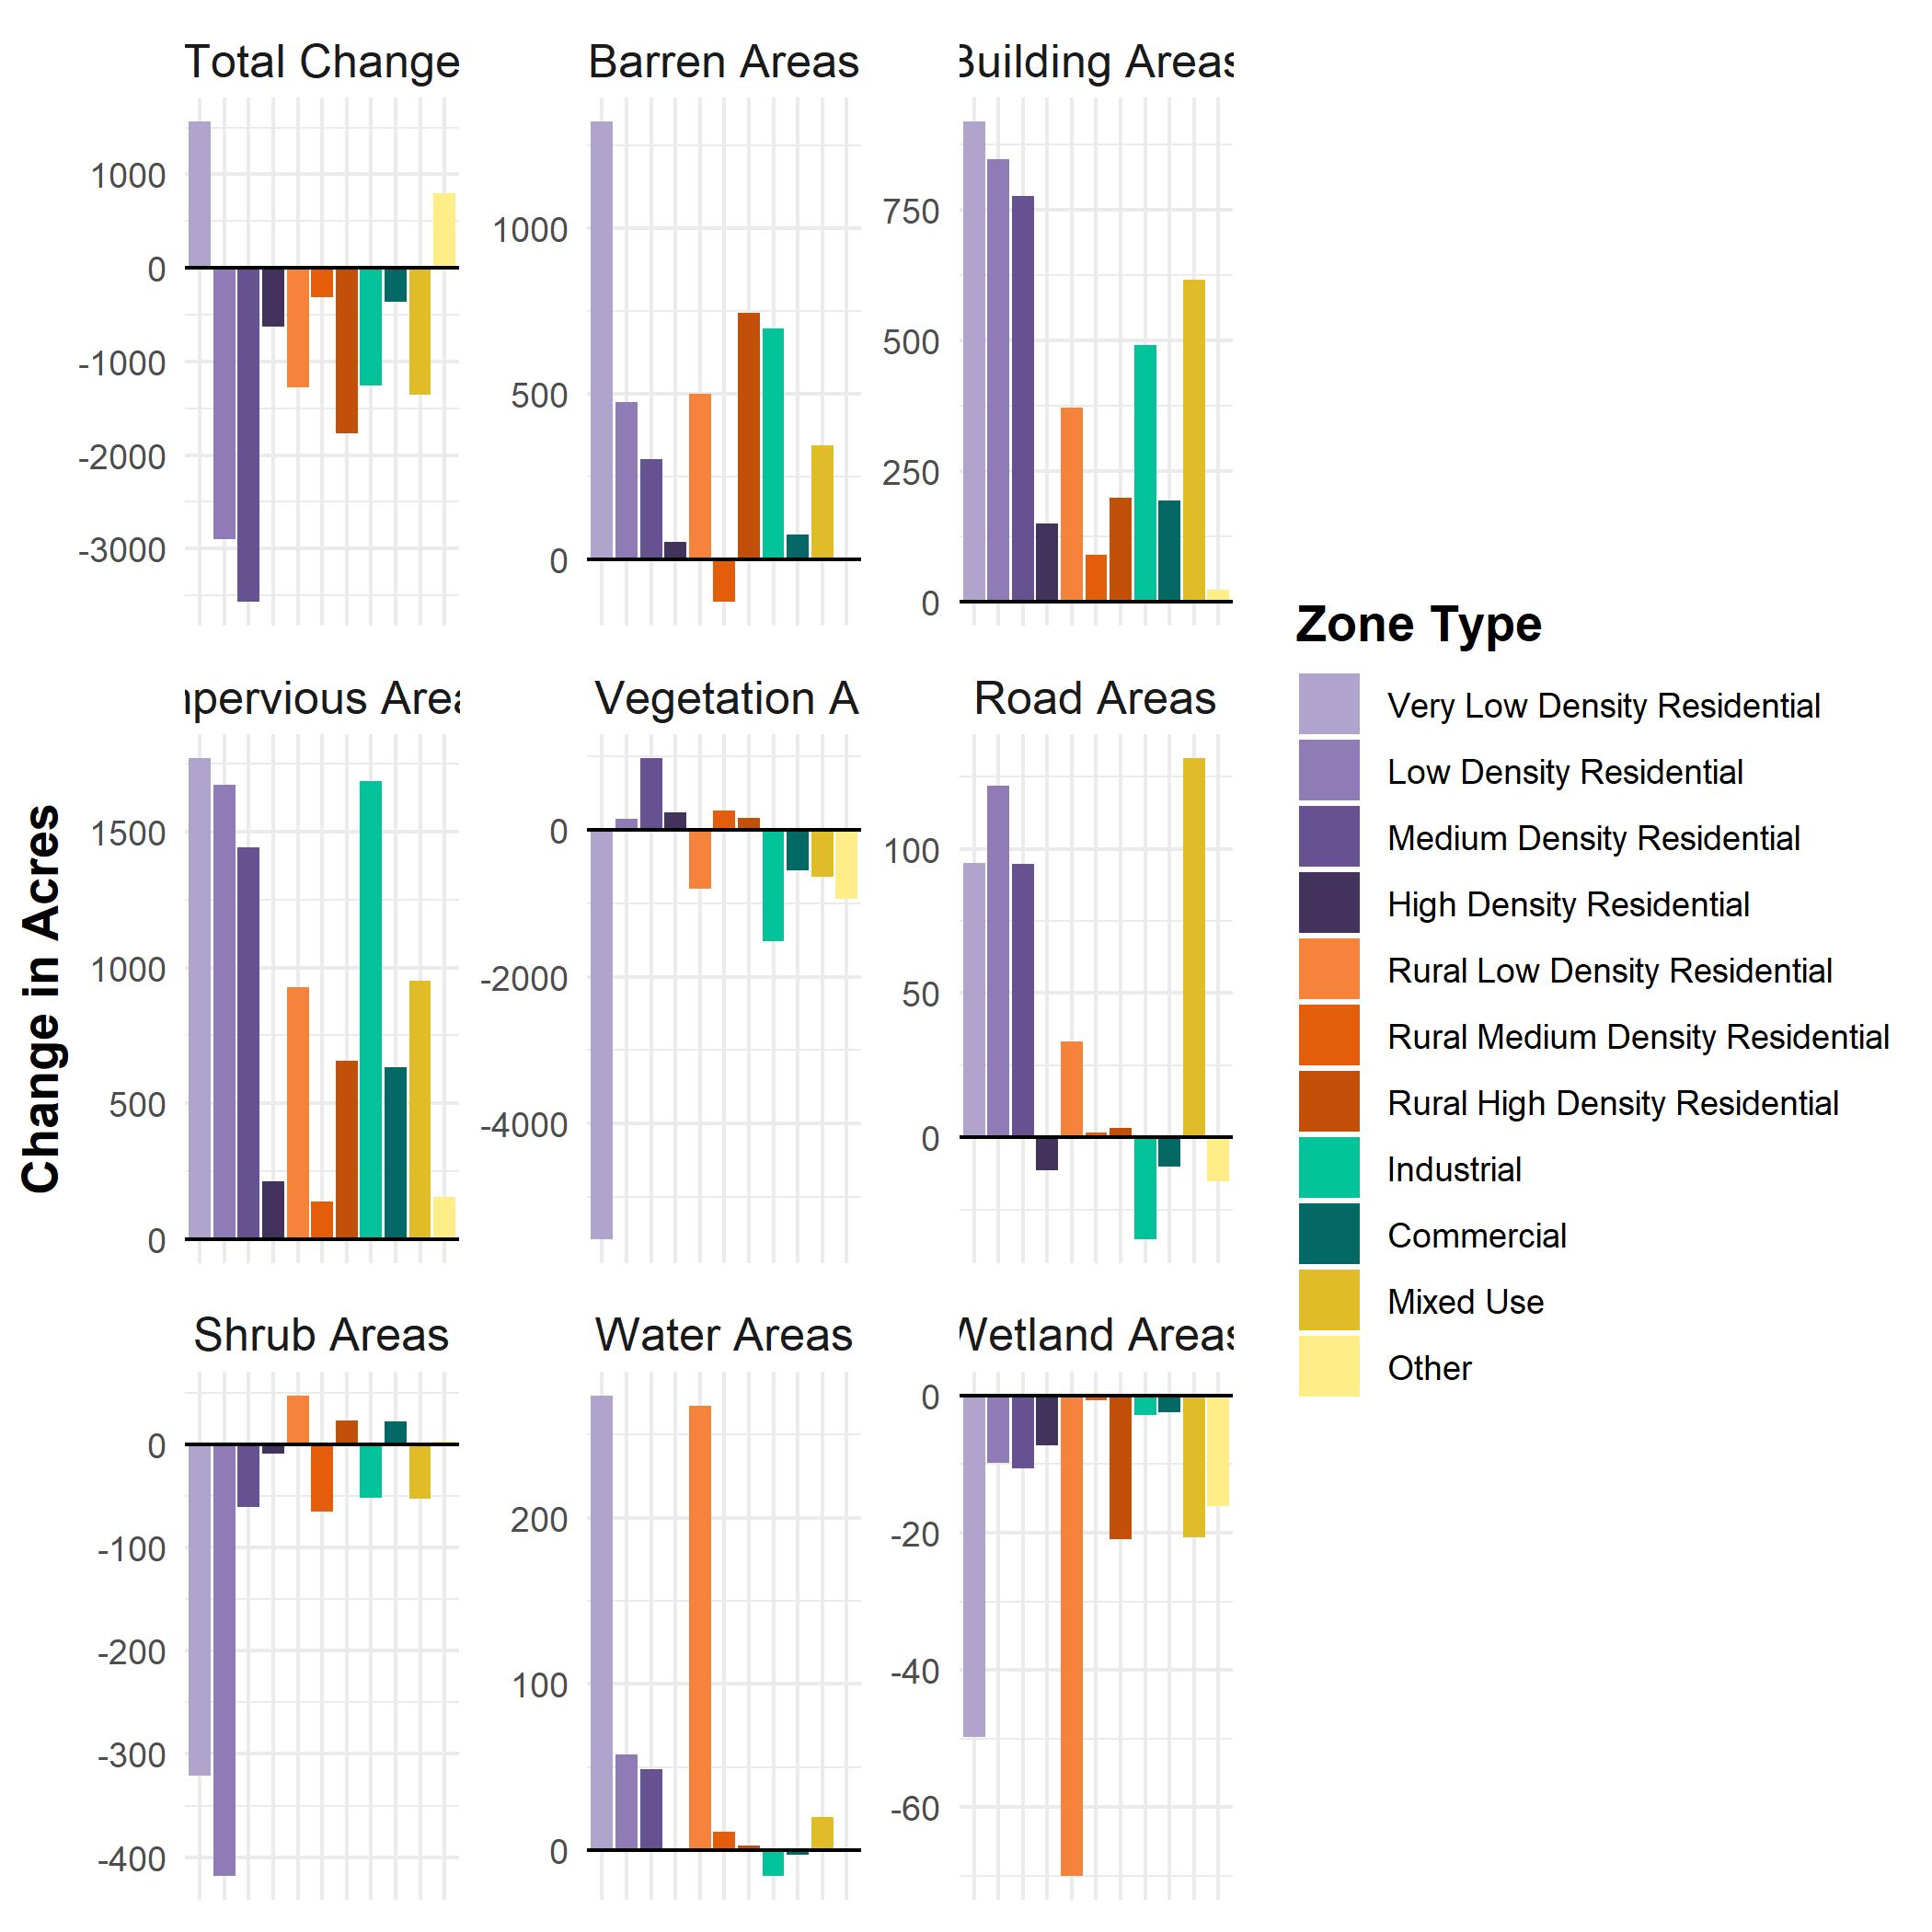 Total Change
Barren Areas
Building Areas
1000
0
-1000
-2000
-3000
1000
500
0
750
500
250
0
mpervious Area
Vegetation A
Road Areas
1500
1000
500
0
0
-2000
-4000
100
50
0
Shrub Areas
Water Areas
Wetland Areas
0
-100
-200
-300
-400
200
100
0
0
-20
-40
-60
Change in Acres
Zone Type
Very Low Density Residential
Low Density Residential
Medium Density Residential
High Density Residential
Rural Low Density Residential
Rural Medium Density Residential
Rural High Density Residential
Industrial
Commercial
Mixed Use
Other